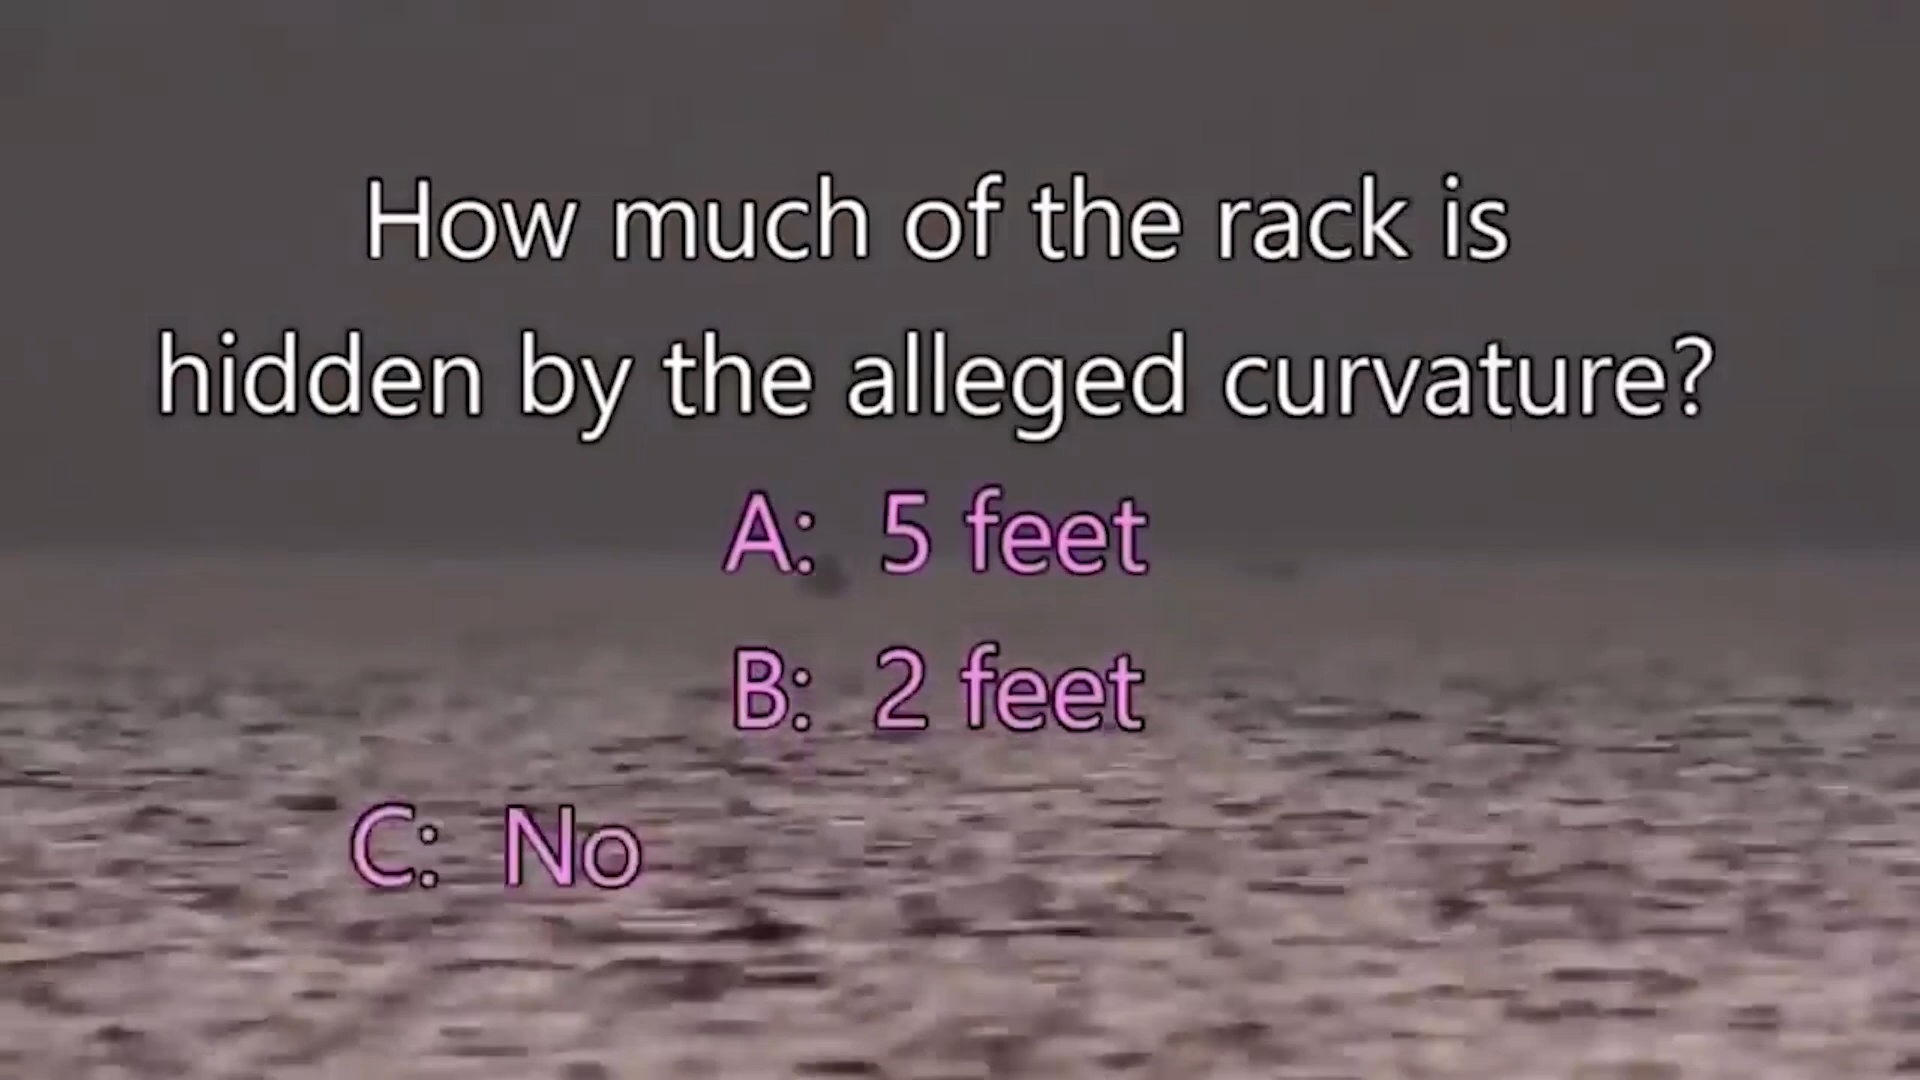 How much of the rack is
hidden by the alleged curvature?
A: 5 feet
B: 2 feet
C: No